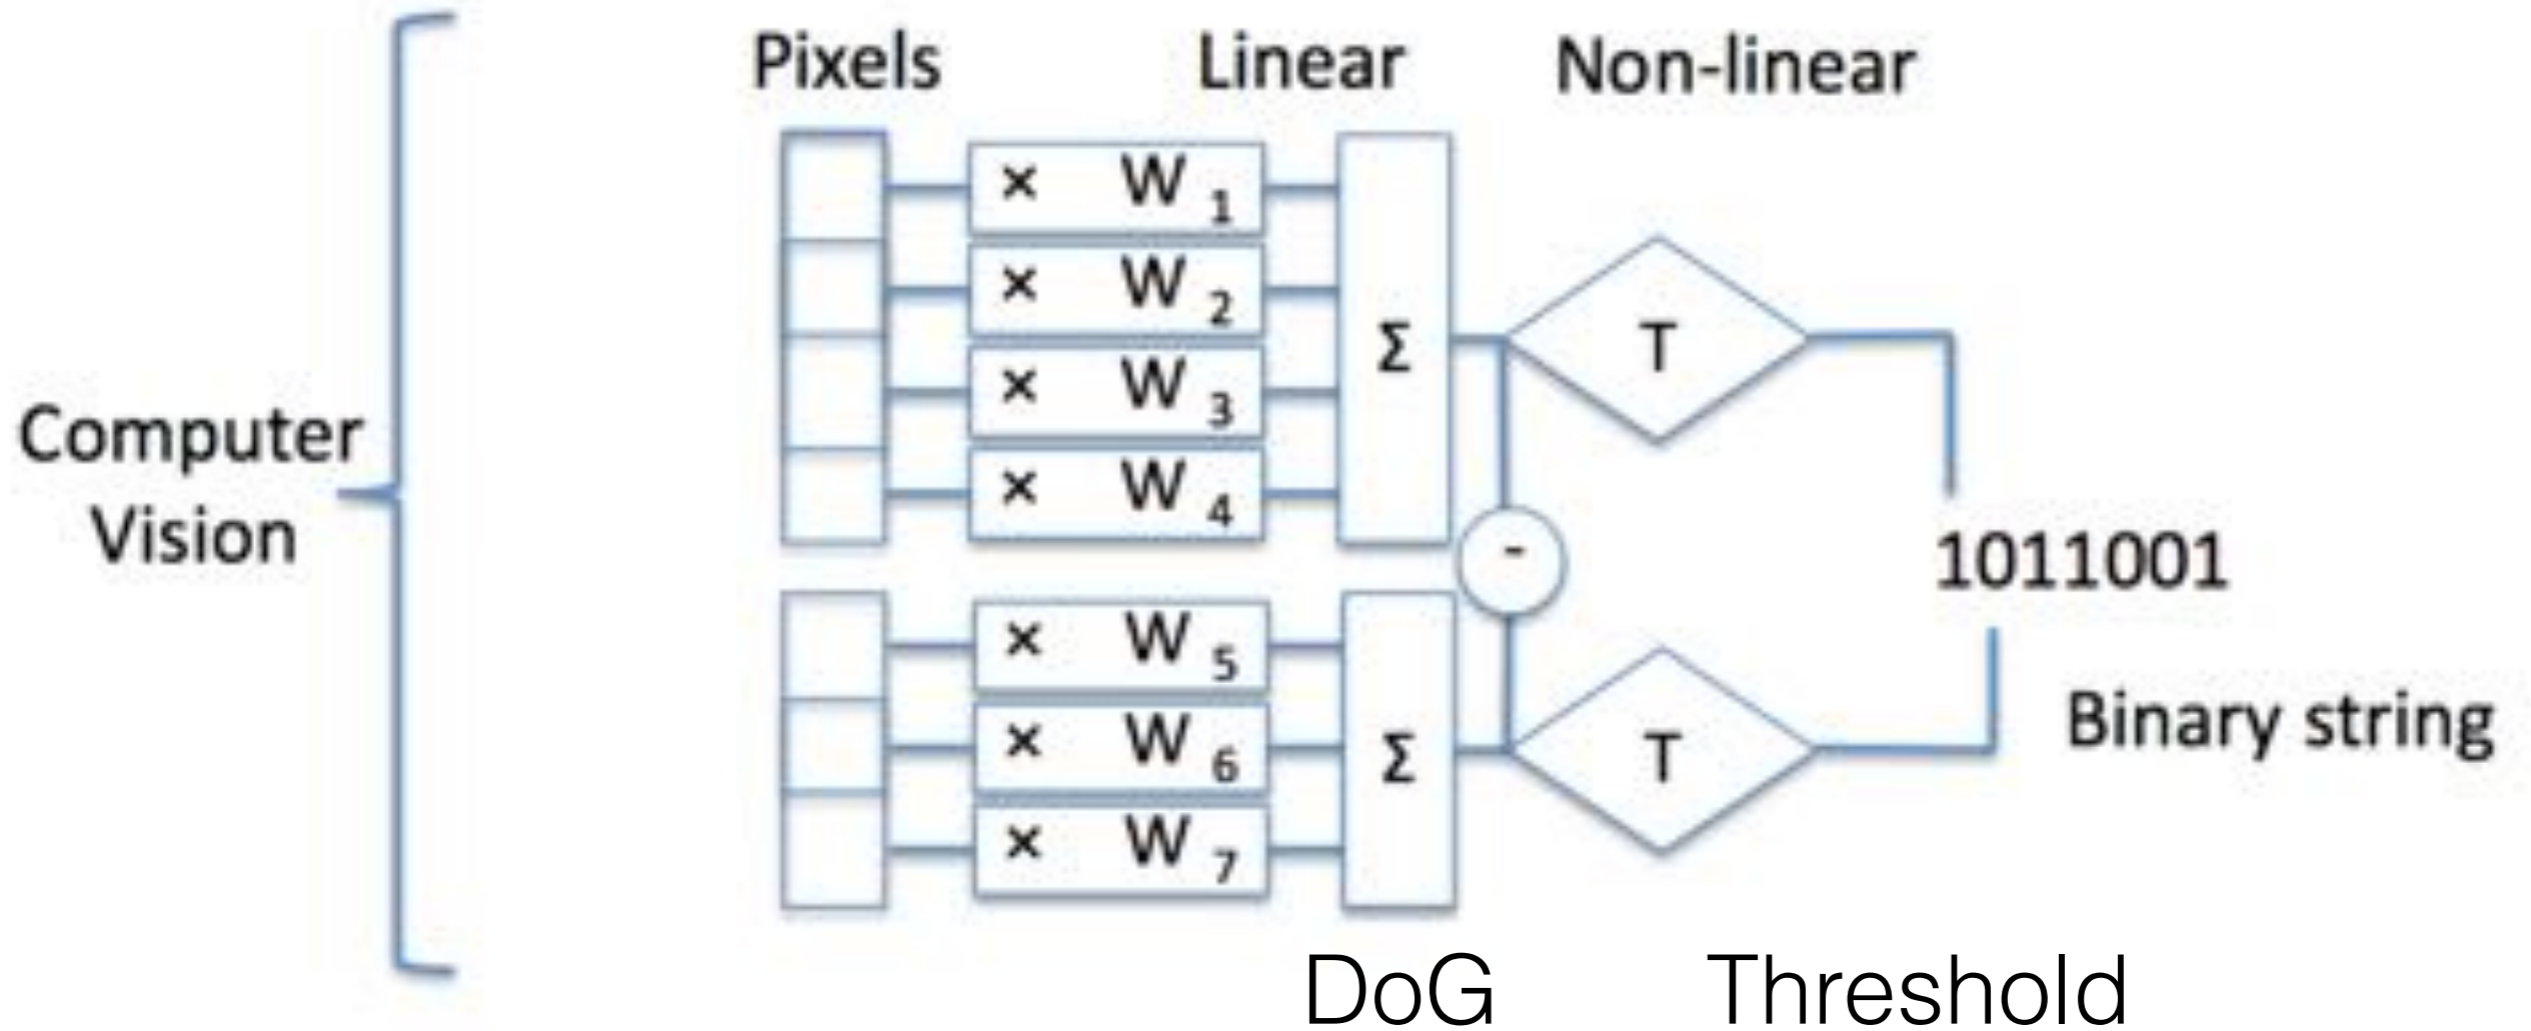 Pixels Linear Non-linear
× W 1
× W 2
× W 3
× W 4
Σ
T
Computer
Vision
-
1011001
× W 5
× W 6
× W 7
Σ
T
Binary string
DoG Threshold